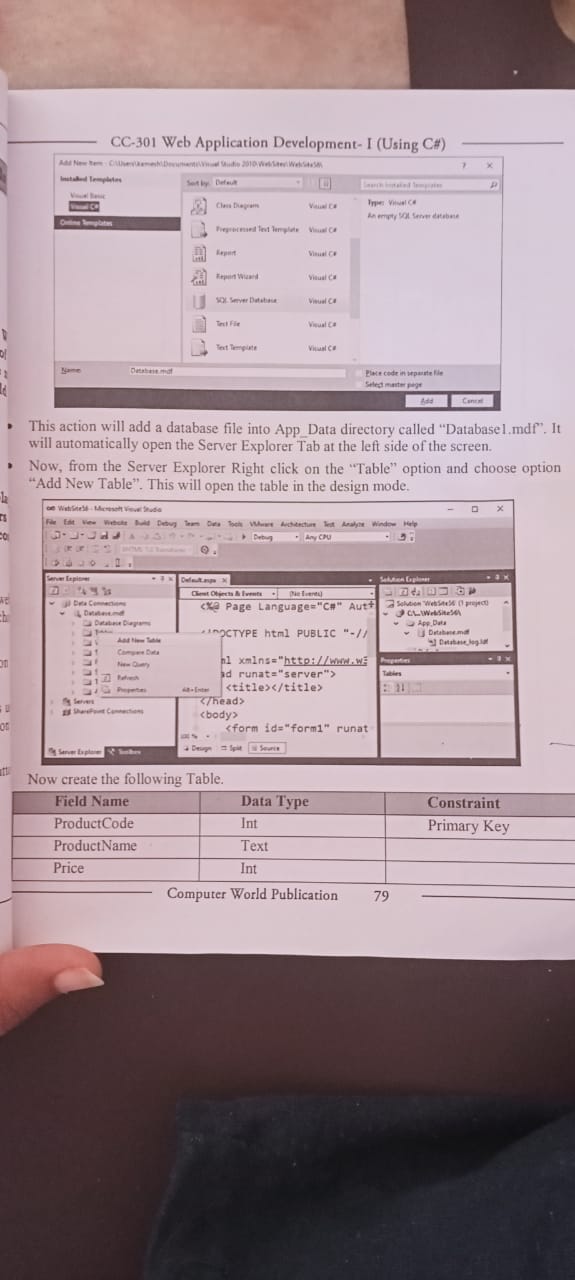 CC-301 Web Application Development- I (Using C#)
Add New Item - C:\Users\kamesh\Documents\Visual Studio 2010\WebSites\WebSite56\
? ×
Installed Templates
Visual Basic
Visual C#
Online Templates
Sort by: Default
Search Installed Templates
Class Diagram Visual C#
Preprocessed Text Template Visual C#
Report Visual C#
Report Wizard Visual C#
SQL Server Database Visual C#
Text File Visual C#
Text Template Visual C#
Type: Visual C#
An empty SQL Server database
Name: Database.mdf
Place code in separate file
Select master page
Add Cancel
• This action will add a database file into App_Data directory called “Database1.mdf”. It
will automatically open the Server Explorer Tab at the left side of the screen.
• Now, from the Server Explorer Right click on the “Table” option and choose option
“Add New Table”. This will open the table in the design mode.
WebSite56 - Microsoft Visual Studio
File Edit View Website Build Debug Team Data Tools VMware Architecture Test Analyze Window Help
Debug Any CPU
Server Explorer
Data Connections
Database.mdf
Database Diagrams
Add New Table
Compare Data
New Query
Refresh
Properties Alt+Enter
Servers
SharePoint Connections
Server Explorer Toolbox
Default.aspx ×
Client Objects & Events (No Events)
<%@ Page Language="C#" Aut
OCTYPE html PUBLIC "-//
ml xmlns="http://www.w3
ad runat="server">
<title></title>
</head>
<body>
<form id="form1" runat
100 %
Design Split Source
Solution Explorer
Solution 'WebSite56' (1 project)
C:\...\WebSite56\
App_Data
Database.mdf
Database_log.ldf
Properties
Tables
Now create the following Table.
Field Name Data Type Constraint
ProductCode Int Primary Key
ProductName Text
Price Int
Computer World Publication 79